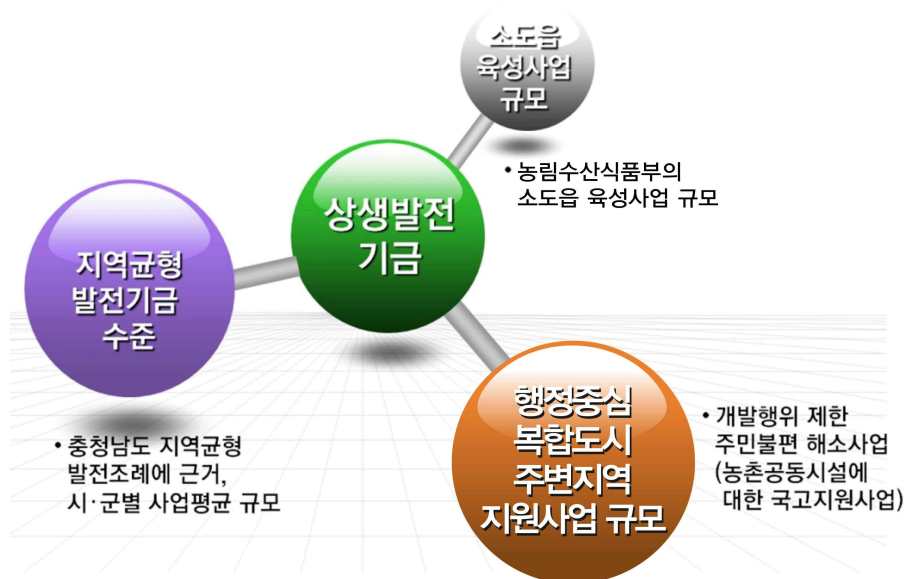 소도읍
육성사업
규모
• 농림수산식품부의
소도읍 육성사업 규모
상생발전
기금
지역균형
발전기금
수준
• 충청남도 지역균형
발전조례에 근거,
시·군별 사업평균 규모
행정중심
복합도시
주변지역
지원사업 규모
• 개발행위 제한
주민불편 해소사업
(농촌공동시설에
대한 국고지원사업)